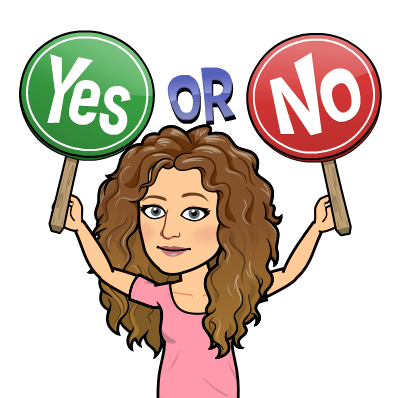 Yes OR No